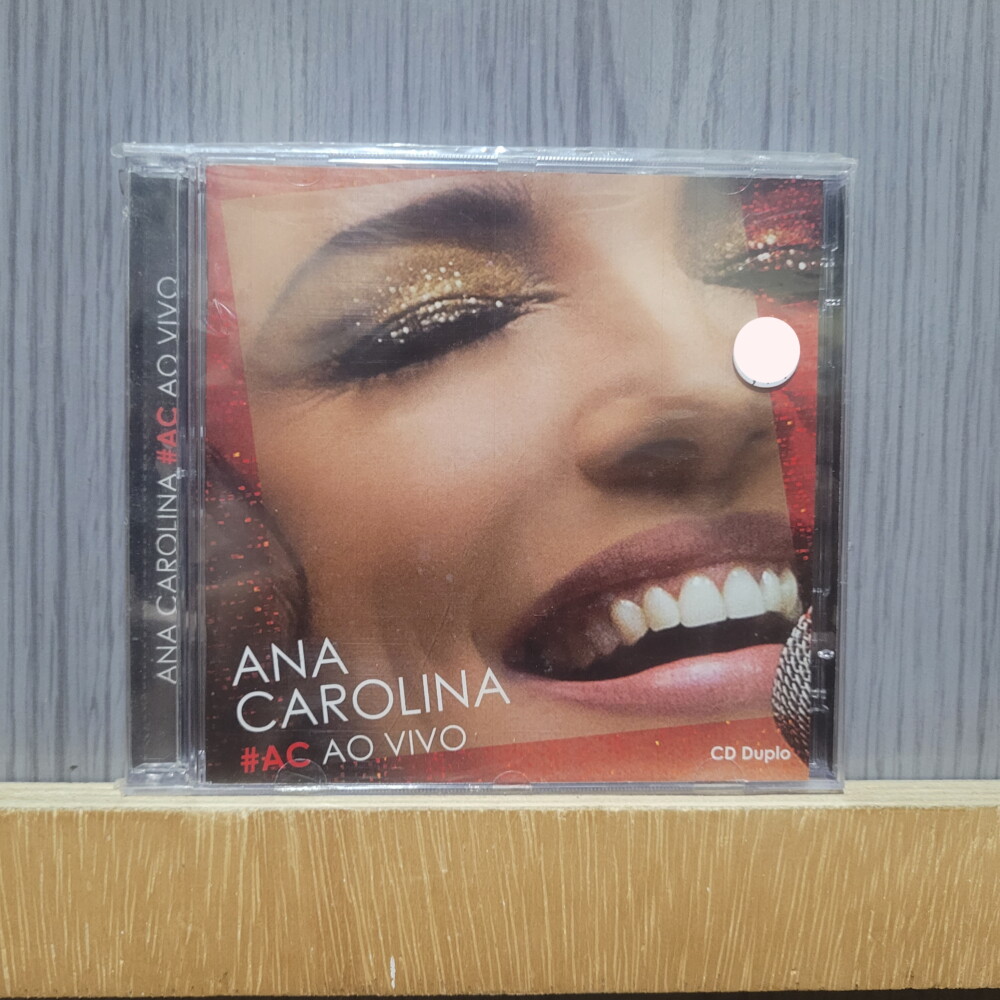 ANA CAROLINA #AC AO VIVO
ANA
CAROLINA
#AC AO VIVO
CD Duplo